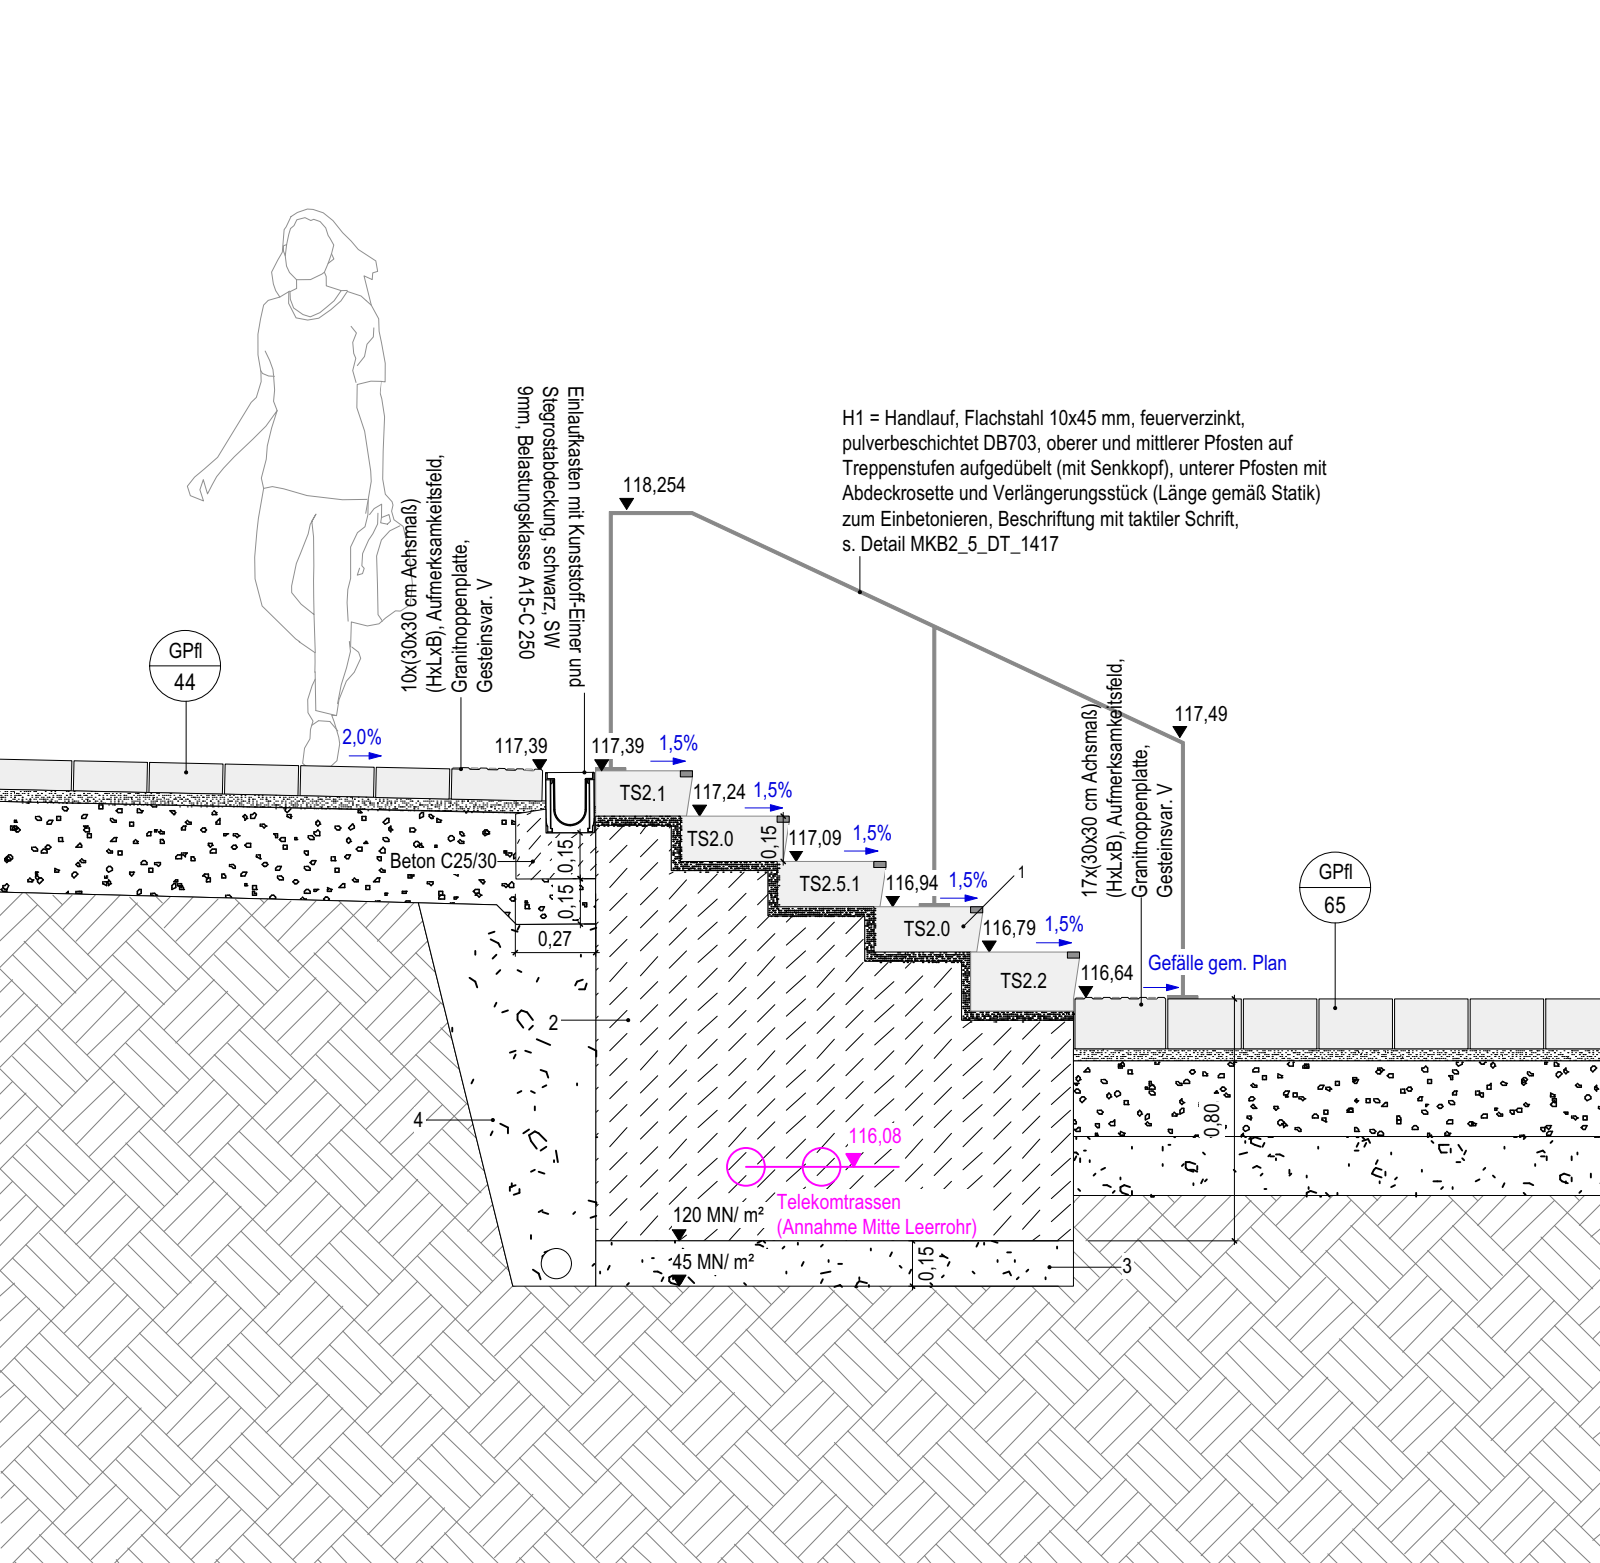 H1 = Handlauf, Flachstahl 10x45 mm, feuerverzinkt,
pulverbeschichtet DB703, oberer und mittlerer Pfosten auf
Treppenstufen aufgedübelt (mit Senkkopf), unterer Pfosten mit
Abdeckrosette und Verlängerungsstück (Länge gemäß Statik)
zum Einbetonieren, Beschriftung mit taktiler Schrift,
s. Detail MKB2_5_DT_1417
118,254
Einlaufkasten mit Kunststoff-Eimer und
Stegrostabdeckung, schwarz, SW
9mm, Belastungsklasse A15-C 250
10x(30x30 cm Achsmaß)
(HxLxB), Aufmerksamkeitsfeld,
Granitnoppenplatte,
Gesteinsvar. V
GPfl
44
2,0%
117,39
117,39
1,5%
117,49
17x(30x30 cm Achsmaß)
(HxLxB), Aufmerksamkeitsfeld,
Granitnoppenplatte,
Gesteinsvar. V
TS2.1
117,24
1,5%
TS2.0
0,15
117,09
1,5%
Beton C25/30
0,15
TS2.5.1
116,94
1,5%
1
GPfl
65
0,15
TS2.0
116,79
1,5%
0,27
TS2.2
116,64
Gefälle gem. Plan
2
4
0,80
116,08
Telekomtrassen
(Annahme Mitte Leerrohr)
120 MN/ m²
45 MN/ m²
0,15
3